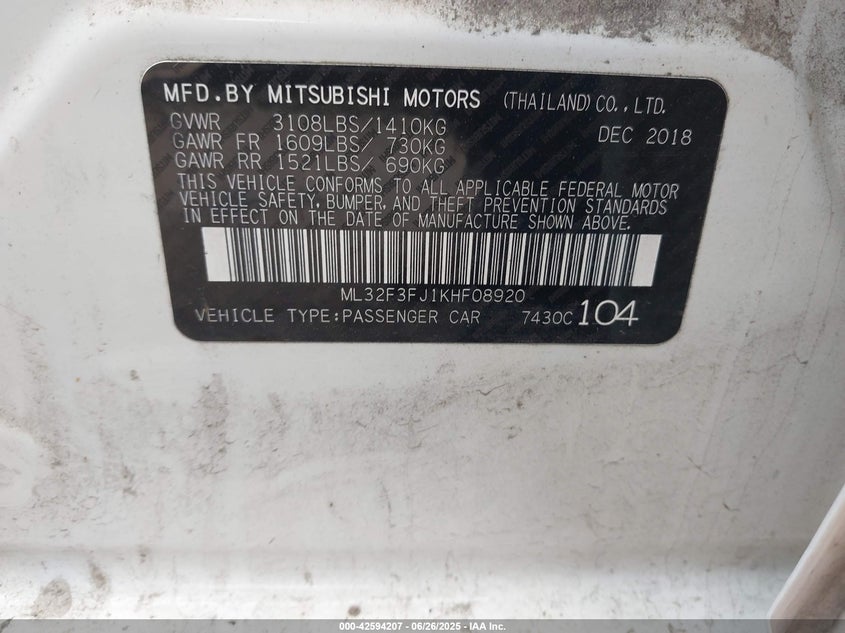 MFD.BY MITSUBISHI MOTORS (THAILAND)CO.,LTD.
GVWR 3108LBS/1410KG DEC 2018
GAWR FR 1609LBS/ 730KG
GAWR RR 1521LBS/ 690KG
THIS VEHICLE CONFORMS TO ALL APPLICABLE FEDERAL MOTOR
VEHICLE SAFETY, BUMPER, AND THEFT PREVENTION STANDARDS
IN EFFECT ON THE DATE OF MANUFACTURE SHOWN ABOVE.
ML32F3FJ1KHF08920
VEHICLE TYPE:PASSENGER CAR 7430C 104
000-42594207 - 06/26/2025 - IAA Inc.